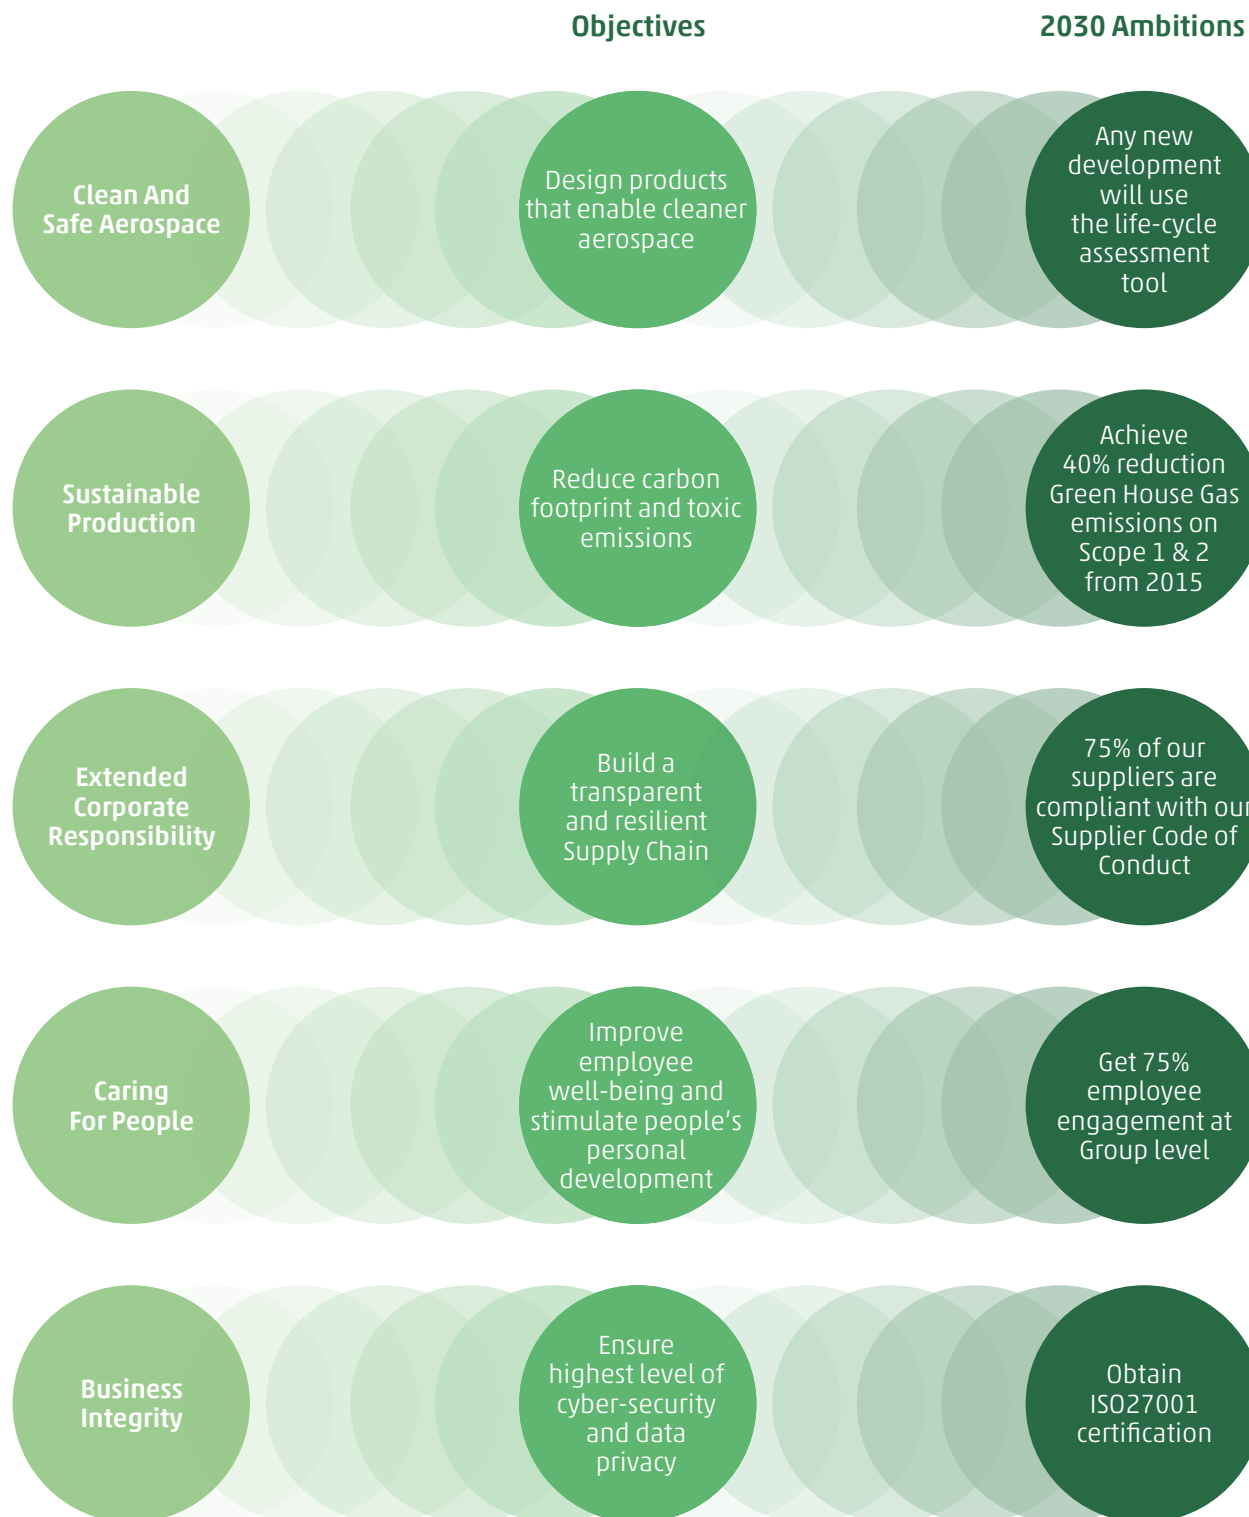 Objectives
2030 Ambitions
Clean And
Safe Aerospace
Design products
that enable cleaner
aerospace
Any new
development
will use
the life-cycle
assessment
tool
Sustainable
Production
Reduce carbon
footprint and toxic
emissions
Achieve
40% reduction
Green House Gas
emissions on
Scope 1 & 2
from 2015
Extended
Corporate
Responsibility
Build a
transparent
and resilient
Supply Chain
75% of our
suppliers are
compliant with our
Supplier Code of
Conduct
Caring
For People
Improve
employee
well-being and
stimulate people’s
personal
development
Get 75%
employee
engagement at
Group level
Business
Integrity
Ensure
highest level of
cyber-security
and data
privacy
Obtain
ISO27001
certification